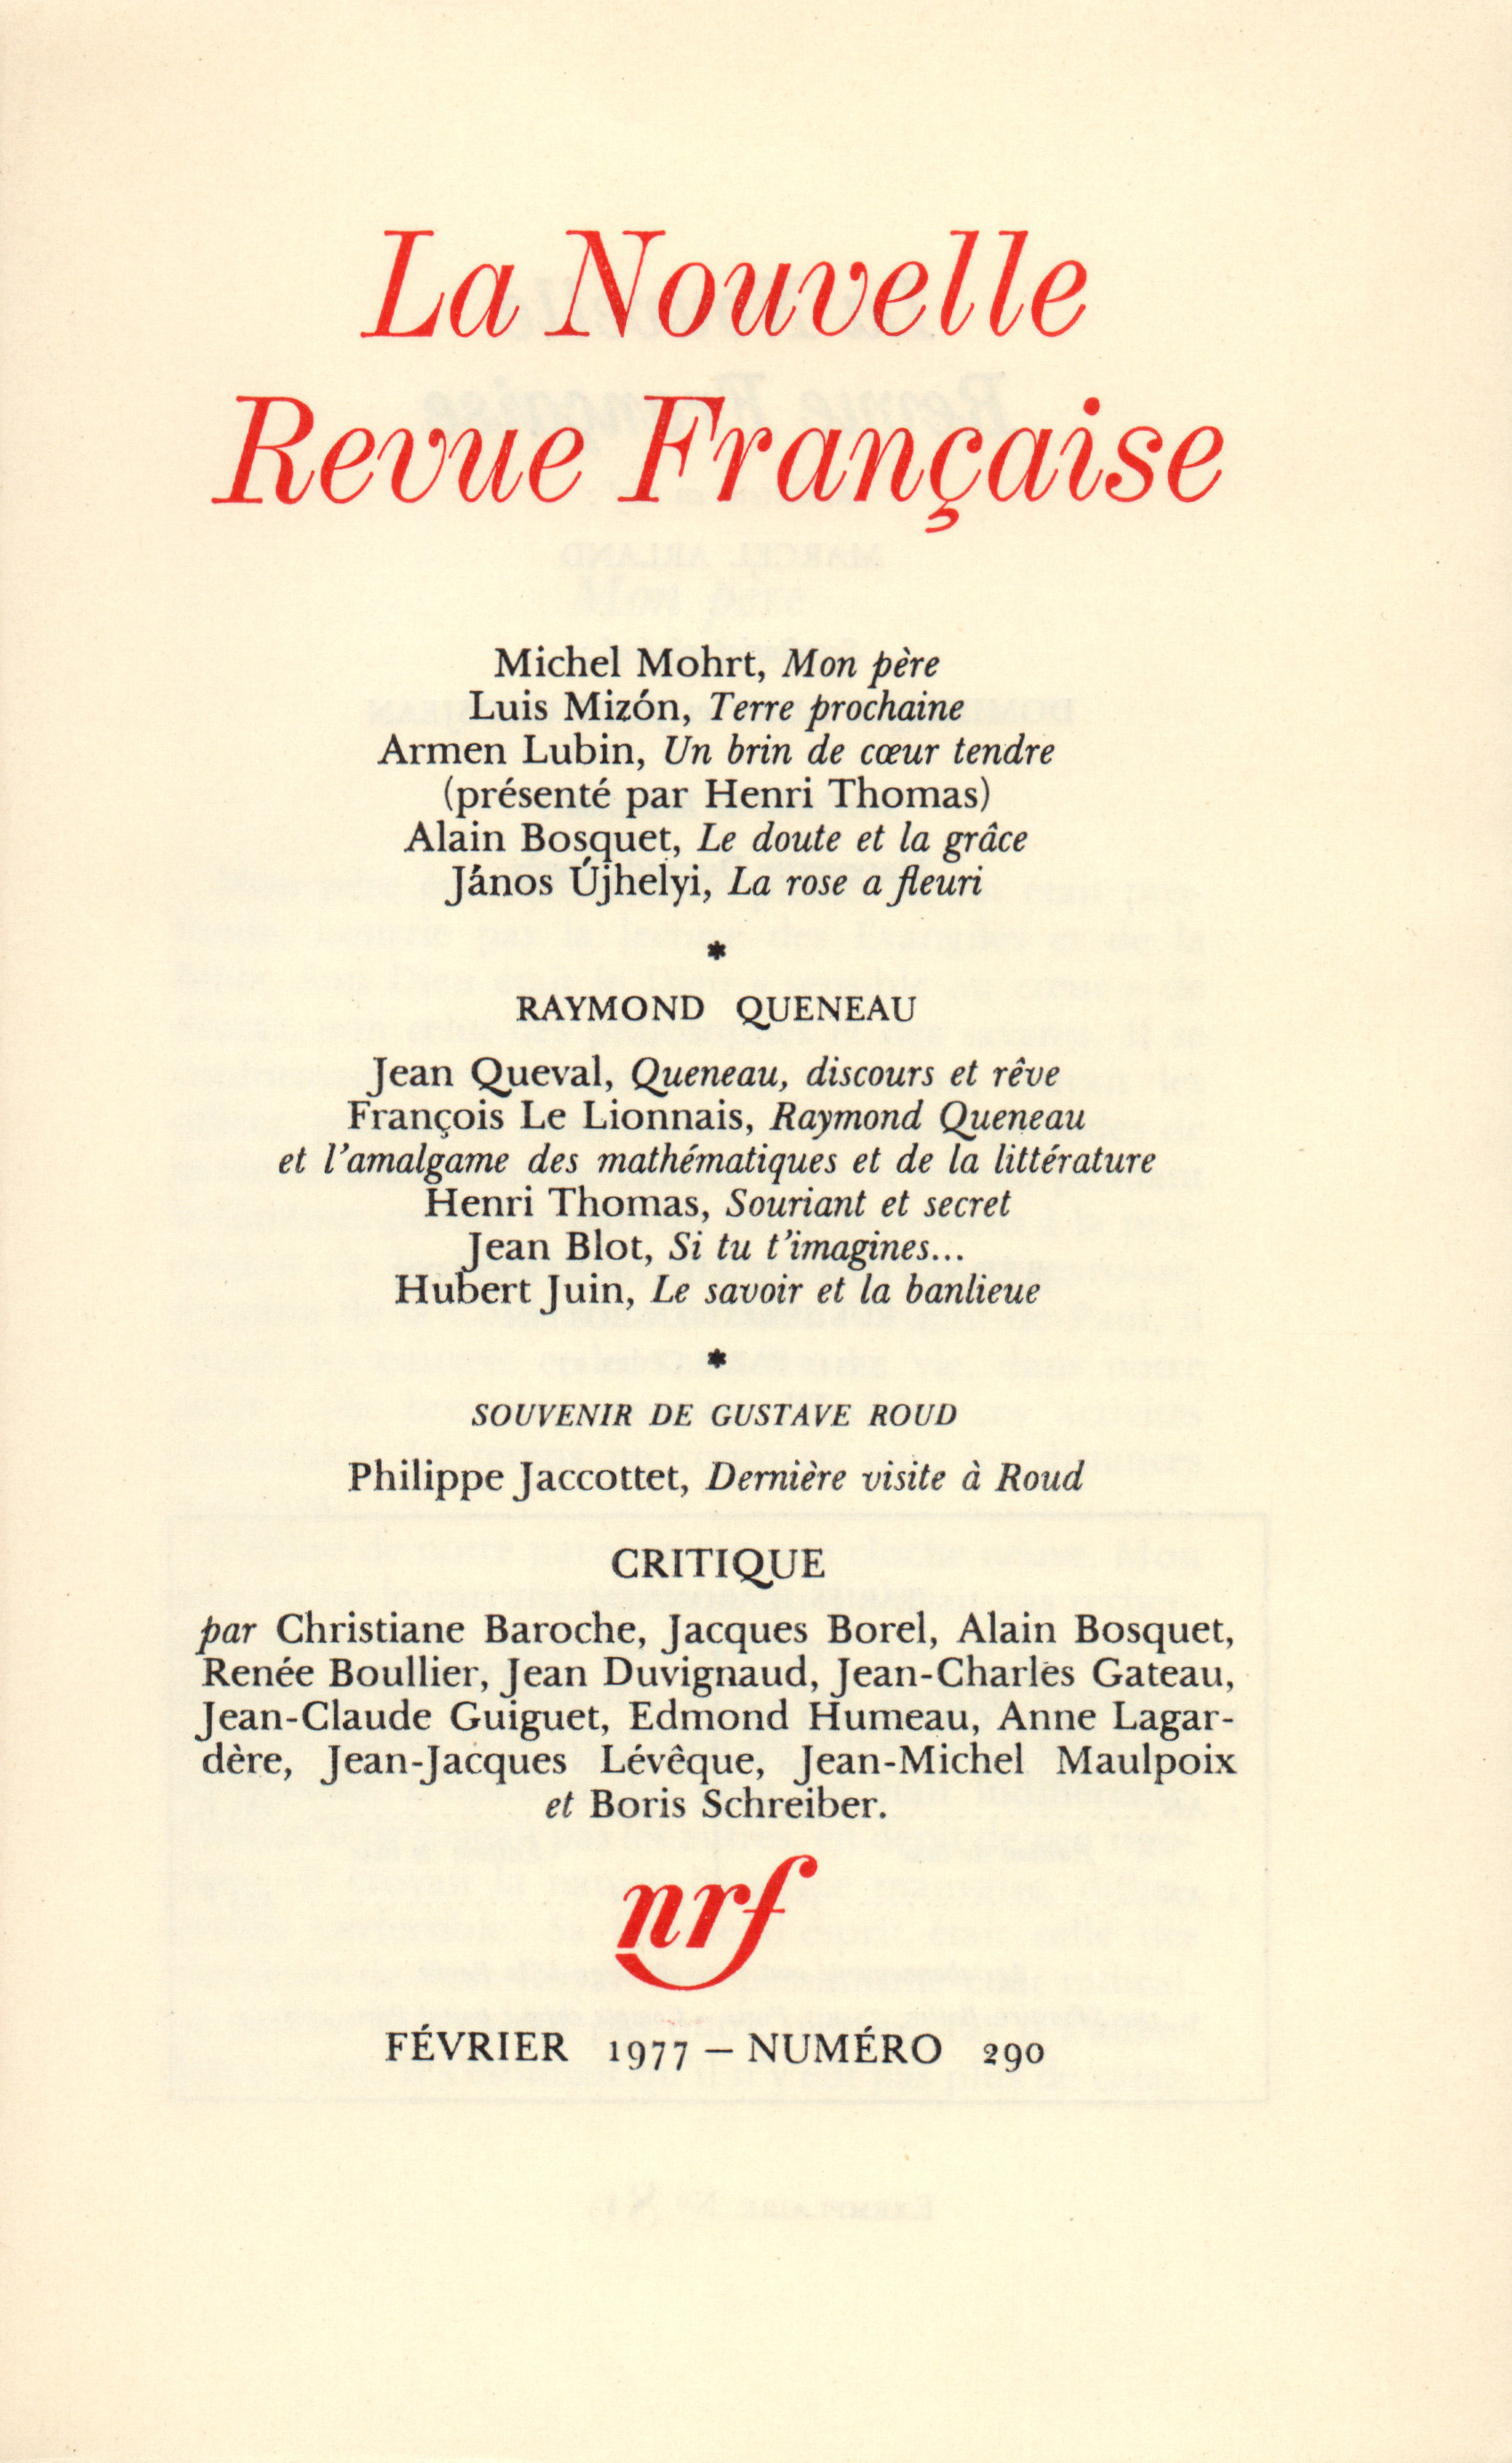 La Nouvelle
Revue Française
Michel Mohrt, Mon père
Luis Mizón, Terre prochaine
Armen Lubin, Un brin de cœur tendre
(présenté par Henri Thomas)
Alain Bosquet, Le doute et la grâce
János Újhelyi, La rose a fleuri
*
RAYMOND QUENEAU
Jean Queval, Queneau, discours et rêve
François Le Lionnais, Raymond Queneau
et l'amalgame des mathématiques et de la littérature
Henri Thomas, Souriant et secret
Jean Blot, Si tu t'imagines...
Hubert Juin, Le savoir et la banlieue
*
SOUVENIR DE GUSTAVE ROUD
Philippe Jaccottet, Dernière visite à Roud
CRITIQUE
par Christiane Baroche, Jacques Borel, Alain Bosquet,
Renée Boullier, Jean Duvignaud, Jean-Charles Gateau,
Jean-Claude Guiguet, Edmond Humeau, Anne Lagar-
dère, Jean-Jacques Lévêque, Jean-Michel Maulpoix
et Boris Schreiber.
nrf
FÉVRIER 1977 — NUMÉRO 290